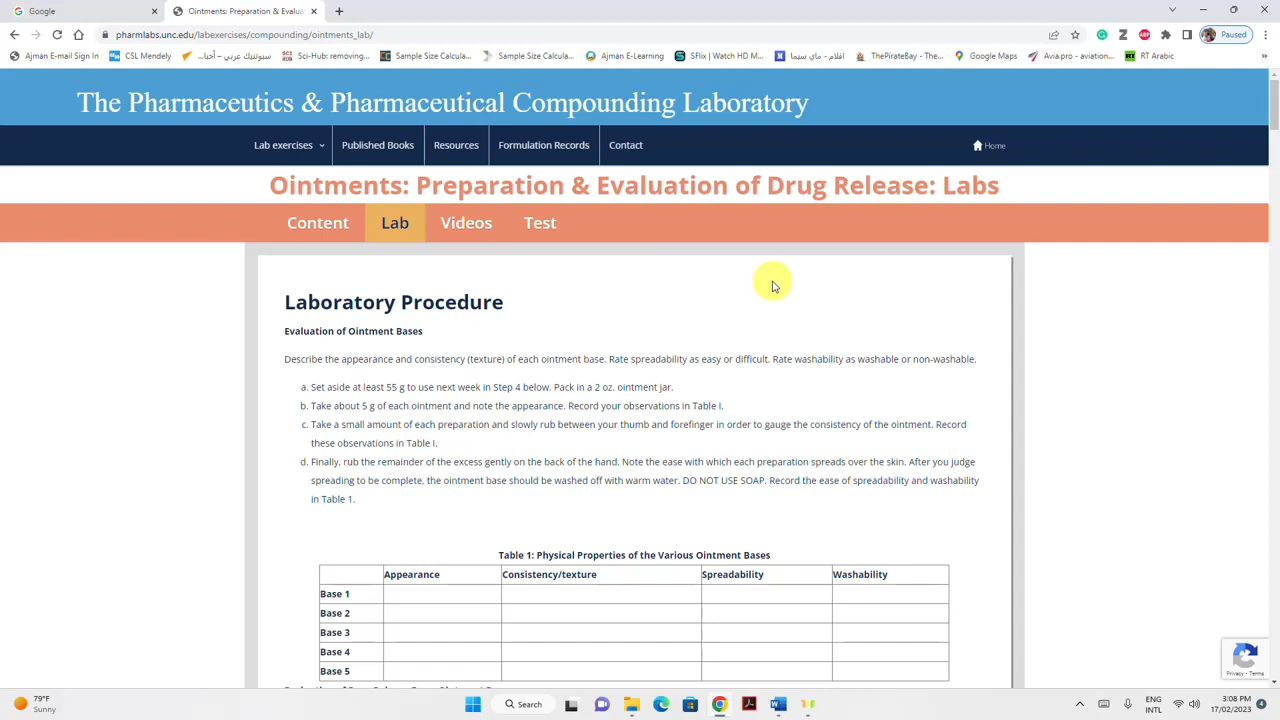 Google
Ointments: Preparation & Evalua
pharmlabs.unc.edu/labexercises/compounding/ointments_lab/
Paused
Ajman E-mail Sign In
CSL Mendely
سبوتنيك عربي – أخبا...
Sci-Hub: removing...
Sample Size Calcula...
Sample Size Calcula...
Ajman E-Learning
SFlix | Watch HD M...
افلام - ماي سيما
ThePirateBay - The...
Google Maps
Avia.pro - aviation...
RT Arabic
The Pharmaceutics & Pharmaceutical Compounding Laboratory
Lab exercises
Published Books
Resources
Formulation Records
Contact
Home
Ointments: Preparation & Evaluation of Drug Release: Labs
Content
Lab
Videos
Test
Laboratory Procedure
Evaluation of Ointment Bases
Describe the appearance and consistency (texture) of each ointment base. Rate spreadability as easy or difficult. Rate washability as washable or non-washable.
a. Set aside at least 55 g to use next week in Step 4 below. Pack in a 2 oz. ointment jar.
b. Take about 5 g of each ointment and note the appearance. Record your observations in Table I.
c. Take a small amount of each preparation and slowly rub between your thumb and forefinger in order to gauge the consistency of the ointment. Record
these observations in Table I.
d. Finally, rub the remainder of the excess gently on the back of the hand. Note the ease with which each preparation spreads over the skin. After you judge
spreading to be complete, the ointment base should be washed off with warm water. DO NOT USE SOAP. Record the ease of spreadability and washability
in Table 1.
Table 1: Physical Properties of the Various Ointment Bases
Appearance Consistency/texture Spreadability Washability
Base 1
Base 2
Base 3
Base 4
Base 5
Privacy - Terms
79°F
Sunny
Search
ENG
INTL
3:08 PM
17/02/2023